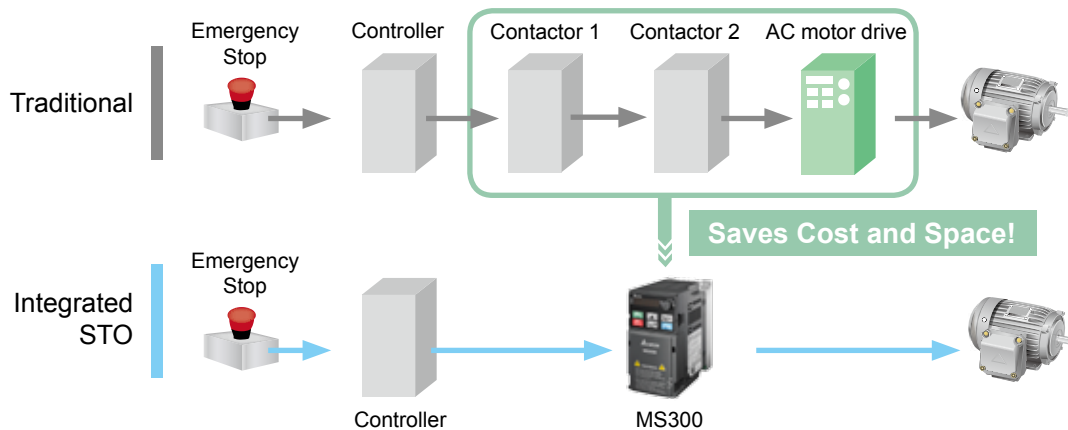 Traditional
Emergency
Stop
Controller
Contactor 1
Contactor 2
AC motor drive
Saves Cost and Space!
Integrated
STO
Emergency
Stop
Controller
MS300